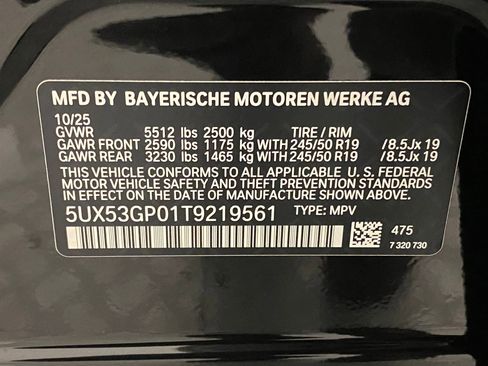 MFD BY BAYERISCHE MOTOREN WERKE AG
10/25
GVWR 5512 lbs 2500 kg TIRE / RIM
GAWR FRONT 2590 lbs 1175 kg WITH 245/50 R19 /8.5Jx 19
GAWR REAR 3230 lbs 1465 kg WITH 245/50 R19 /8.5Jx 19
THIS VEHICLE CONFORMS TO ALL APPLICABLE U. S. FEDERAL
MOTOR VEHICLE SAFETY AND THEFT PREVENTION STANDARDS
IN EFFECT ON THE DATE OF MANUFACTURE SHOWN ABOVE.
5UX53GP01T9219561 TYPE: MPV
475
7 320 730